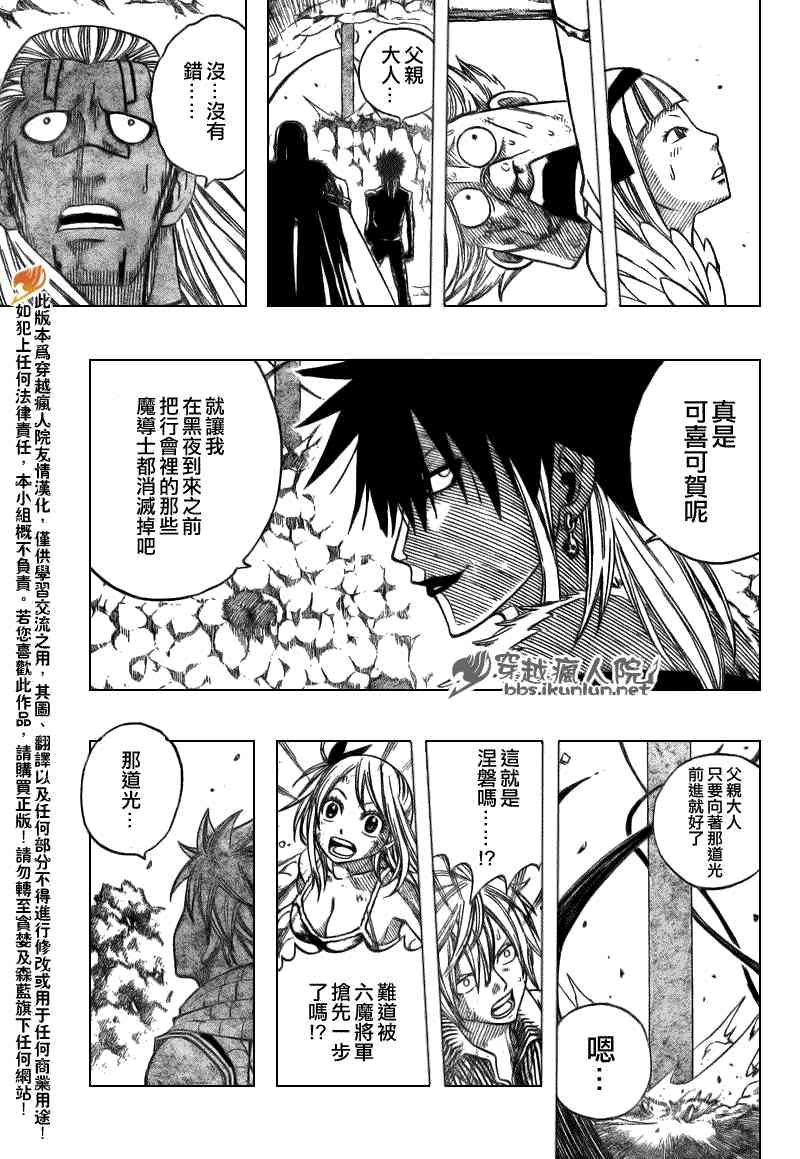 父親
大人…
沒…沒有
錯……
真是
可喜可賀呢
就讓我
在黑夜到來之前
把行會裡的那些
魔導士都消滅掉吧
穿越瘋人院
bbs.ikunlun.net
父親大人
只要向著那道光
前進就好了
嗯…
這就是
涅磐嗎……!?
難道被
六魔將軍
搶先一步
了嗎!?
那道光…
此版本爲穿越瘋人院友情漢化，僅供學習交流之用，其圖、翻譯以及任何部分不得進行修改或用于任何商業用途！
如犯上任何法律責任，本小組概不負責。若您喜歡此作品，請購買正版！請勿轉至貪婪及森藍旗下任何網站！